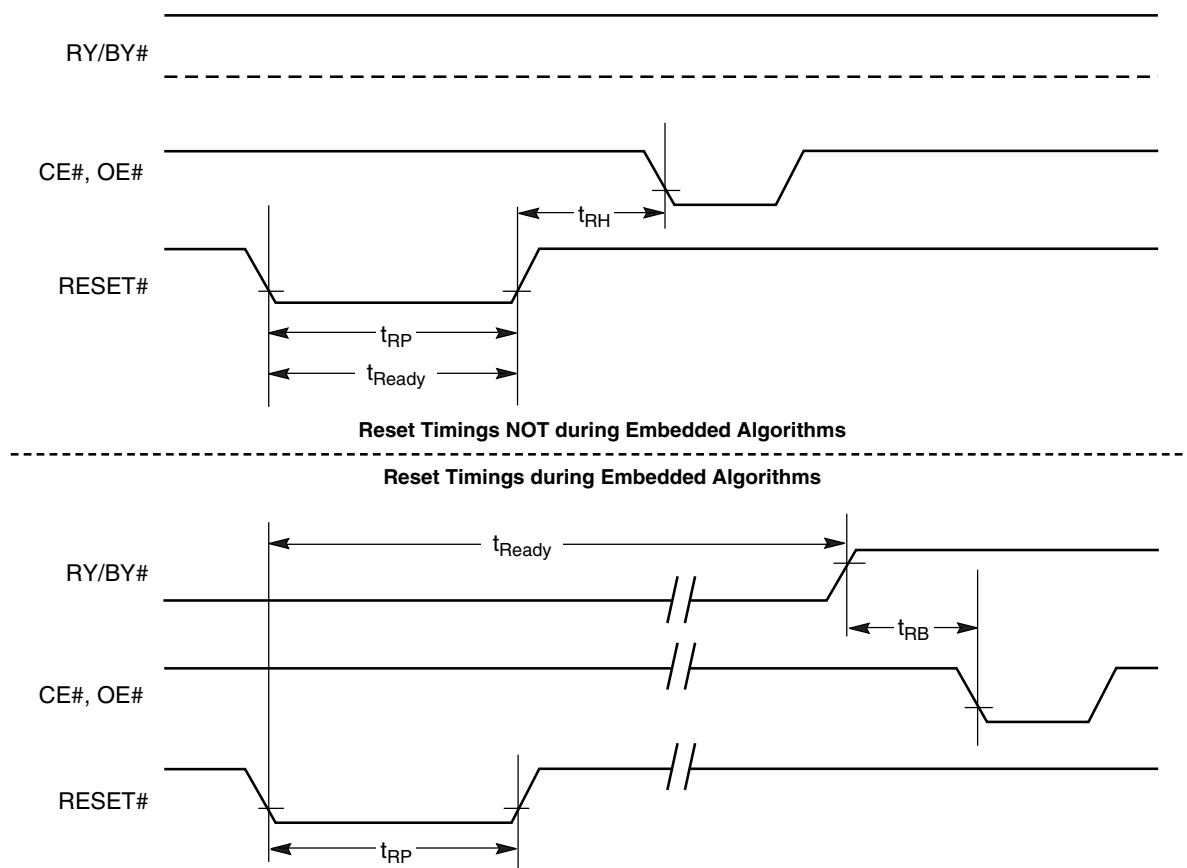 RY/BY#
CE#, OE#
tRH
RESET#
tRP
tReady
Reset Timings NOT during Embedded Algorithms
Reset Timings during Embedded Algorithms
tReady
RY/BY#
tRB
CE#, OE#
RESET#
tRP